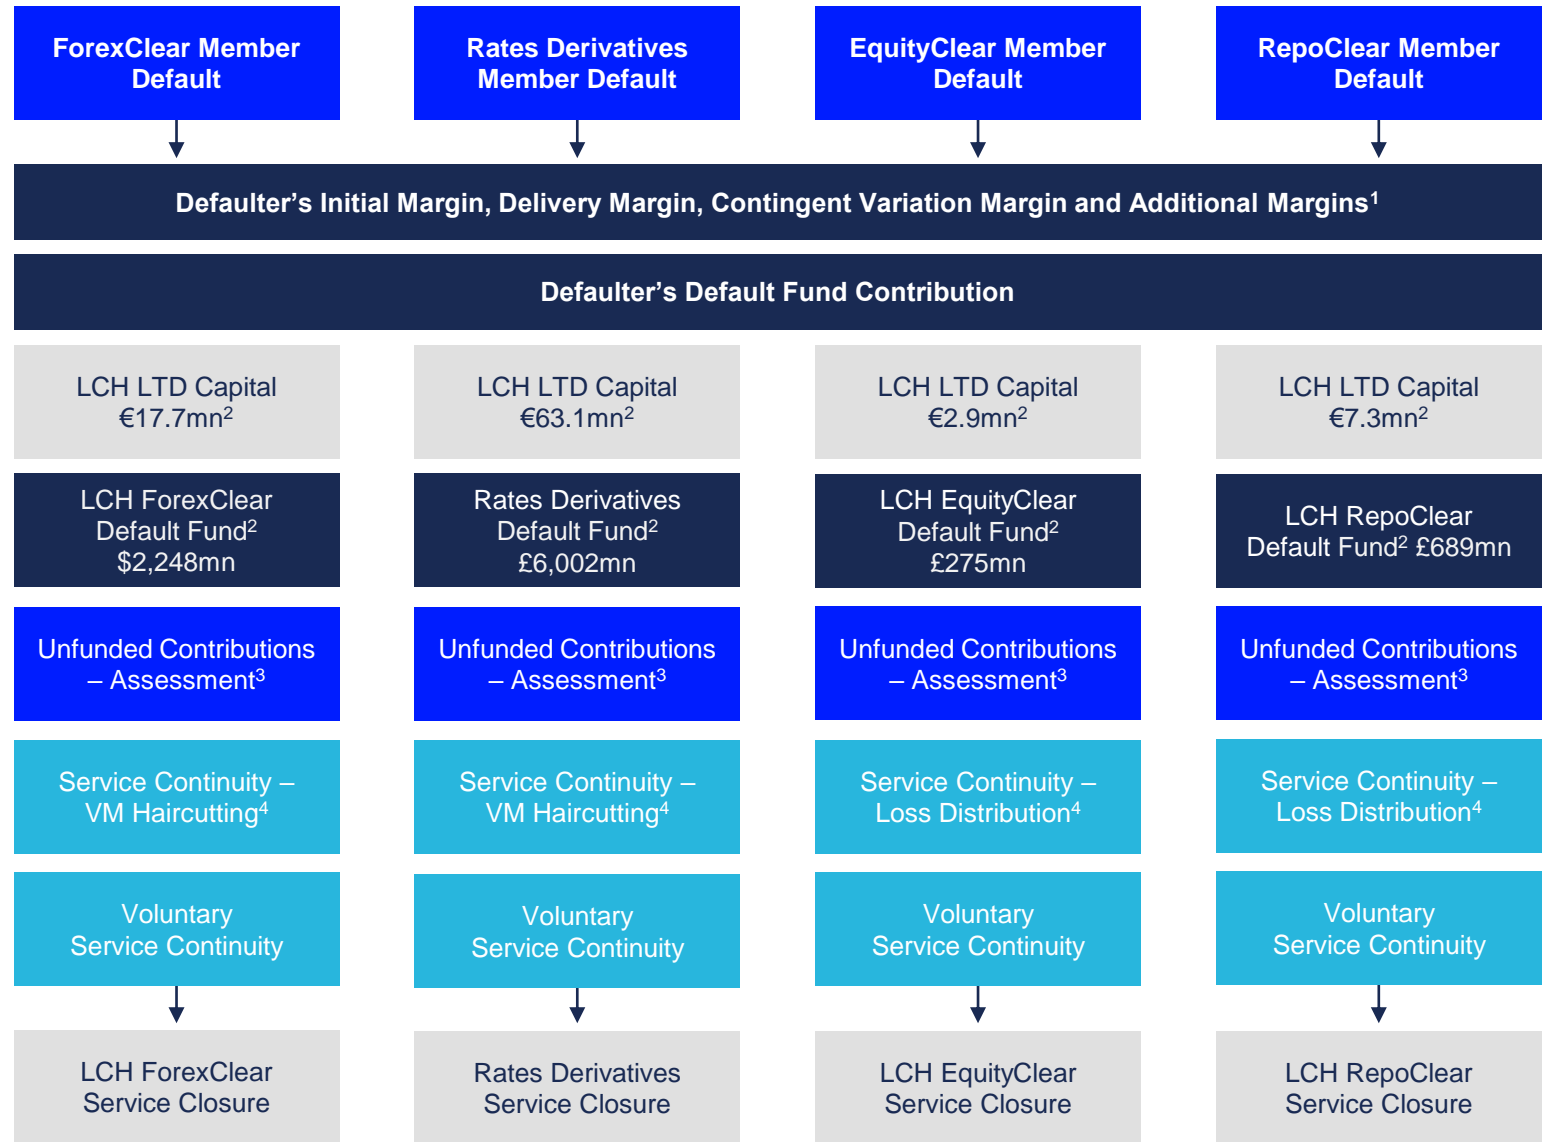 ForexClear Member
Default
Rates Derivatives
Member Default
EquityClear Member
Default
RepoClear Member
Default
Defaulter’s Initial Margin, Delivery Margin, Contingent Variation Margin and Additional Margins¹
Defaulter’s Default Fund Contribution
LCH LTD Capital
€17.7mn²
LCH LTD Capital
€63.1mn²
LCH LTD Capital
€2.9mn²
LCH LTD Capital
€7.3mn²
LCH ForexClear
Default Fund²
$2,248mn
Rates Derivatives
Default Fund²
£6,002mn
LCH EquityClear
Default Fund²
£275mn
LCH RepoClear
Default Fund² £689mn
Unfunded Contributions
– Assessment³
Unfunded Contributions
– Assessment³
Unfunded Contributions
– Assessment³
Unfunded Contributions
– Assessment³
Service Continuity –
VM Haircutting⁴
Service Continuity –
VM Haircutting⁴
Service Continuity –
Loss Distribution⁴
Service Continuity –
Loss Distribution⁴
Voluntary
Service Continuity
Voluntary
Service Continuity
Voluntary
Service Continuity
Voluntary
Service Continuity
LCH ForexClear
Service Closure
Rates Derivatives
Service Closure
LCH EquityClear
Service Closure
LCH RepoClear
Service Closure